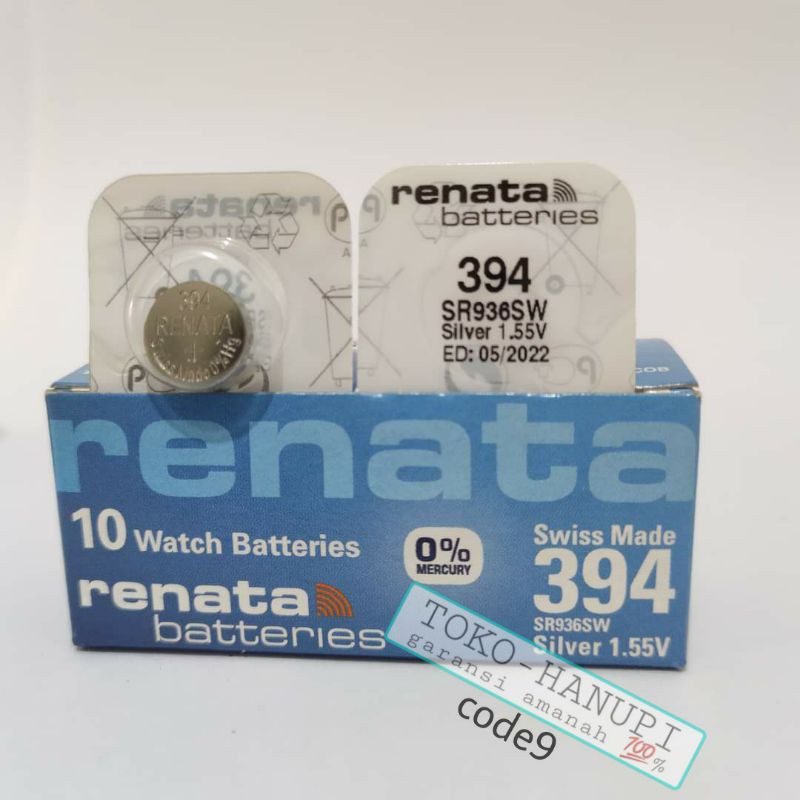 renata
batteries
394
SR936SW
Silver 1.55V
ED: 05/2022
394
RENATA
renata
10 Watch Batteries
0%
MERCURY
Swiss Made
394
SR936SW
Silver 1.55V
renata
batteries
TOKO-HANUPI
garansi amanah 💯%
code9